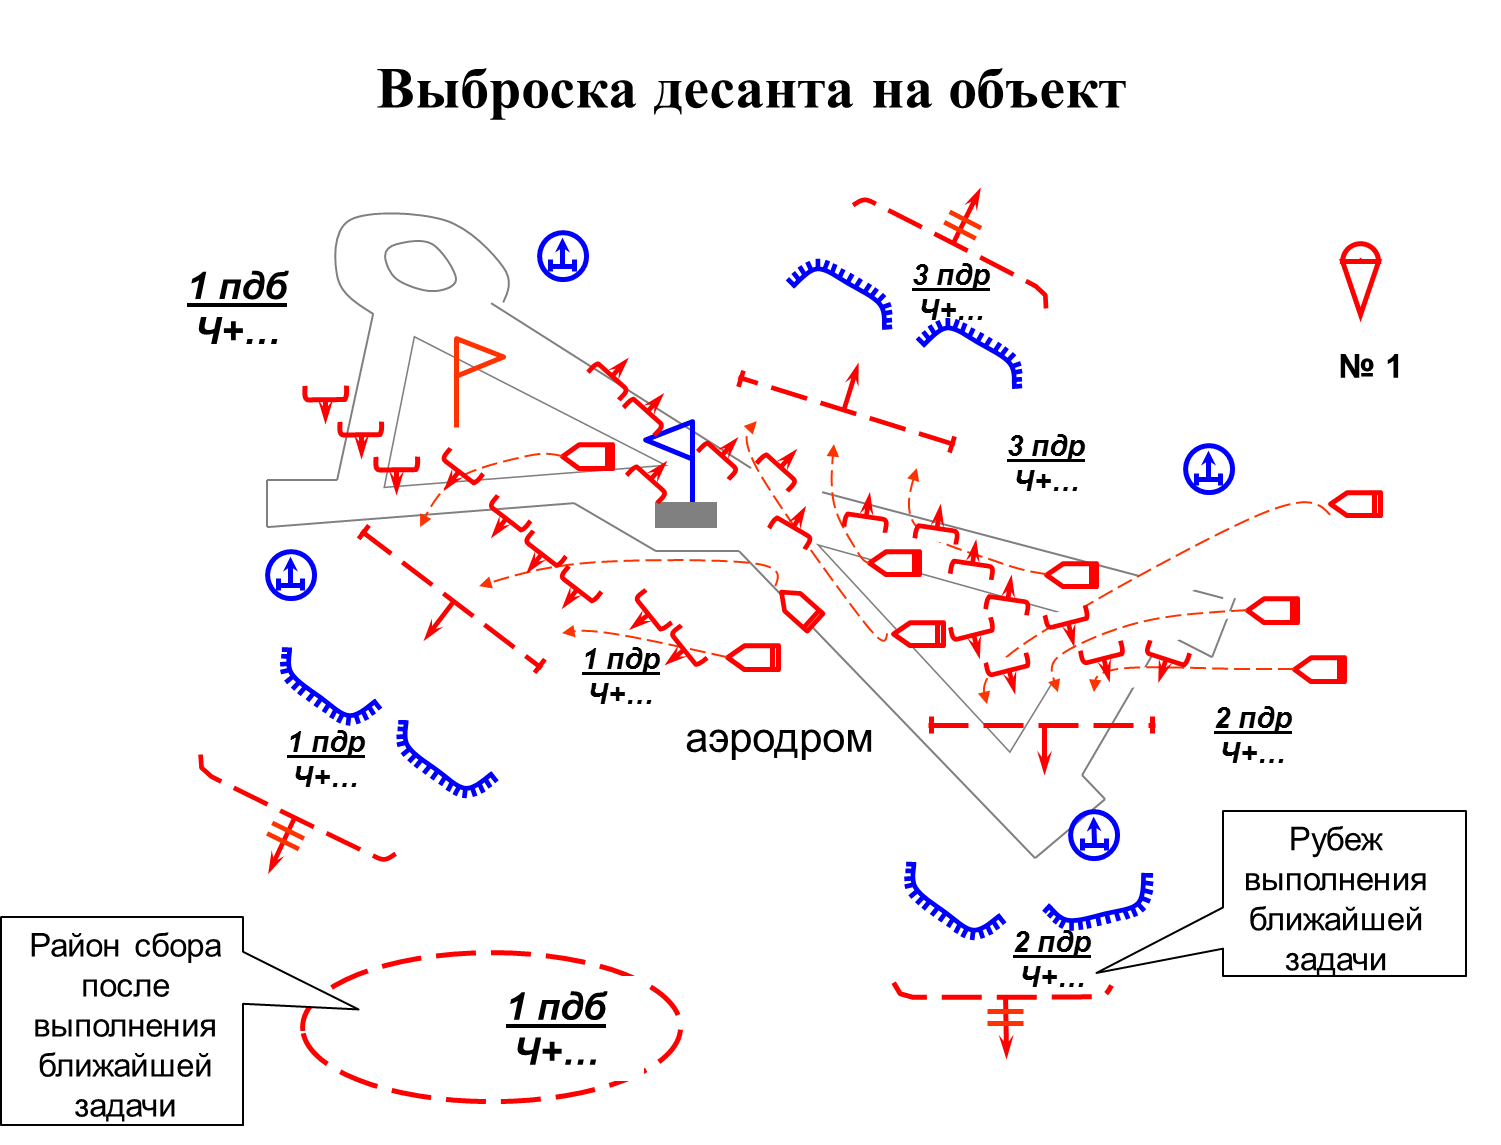 Выброска десанта на объект
1 пдб
Ч+...
3 пдр
Ч+...
№ 1
3 пдр
Ч+...
1 пдр
Ч+...
2 пдр
Ч+...
1 пдр
Ч+...
аэродром
Рубеж
выполнения
ближайшей
задачи
2 пдр
Ч+...
Район сбора
после
выполнения
ближайшей
задачи
1 пдб
Ч+...